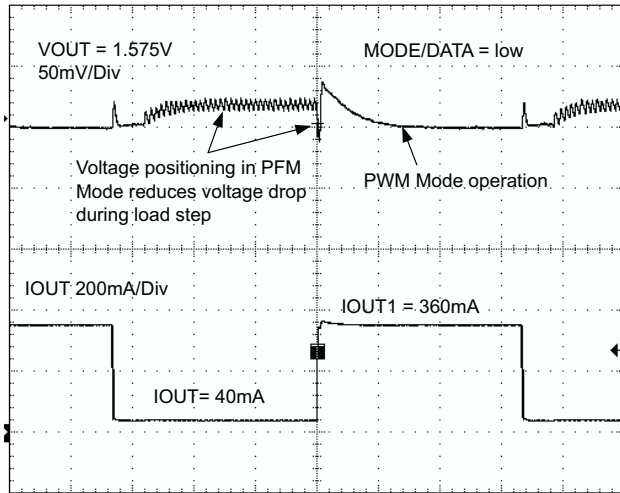 VOUT = 1.575V
50mV/Div
MODE/DATA = low
Voltage positioning in PFM
Mode reduces voltage drop
during load step
PWM Mode operation
IOUT 200mA/Div
IOUT1 = 360mA
IOUT= 40mA